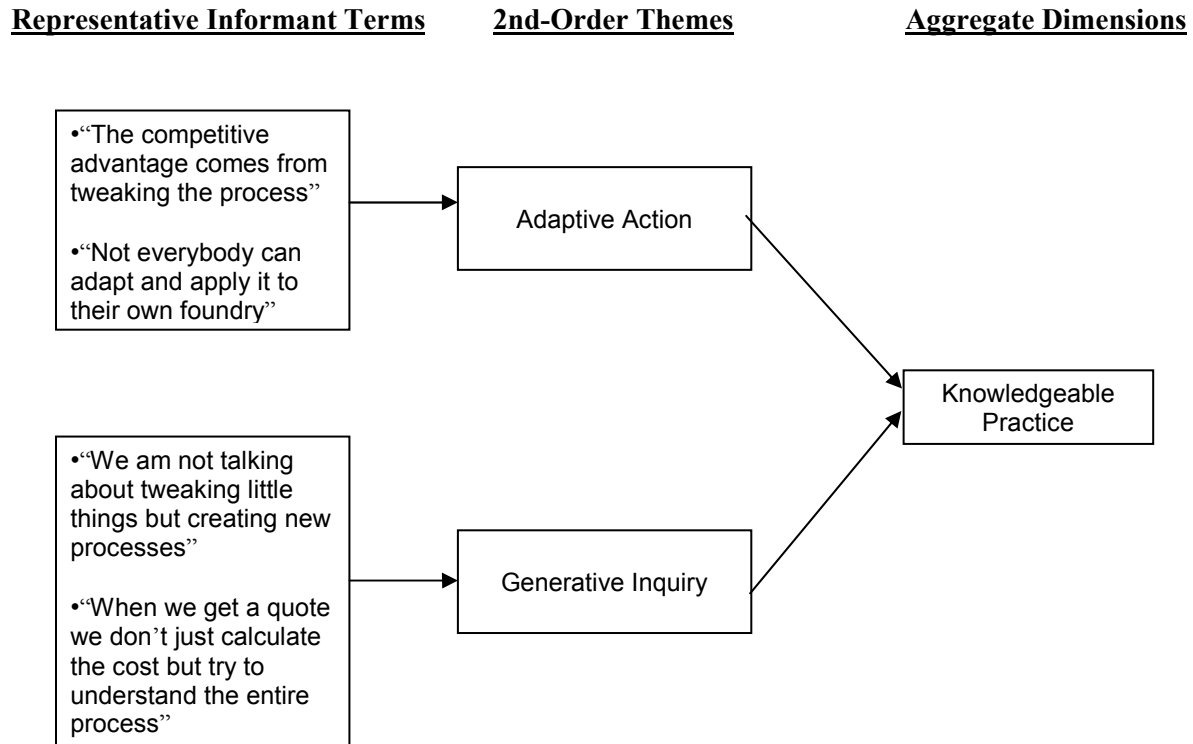 Representative Informant Terms 2nd-Order Themes Aggregate Dimensions
•“The competitive
advantage comes from
tweaking the process”
•“Not everybody can
adapt and apply it to
their own foundry”
Adaptive Action
Knowledgeable
Practice
•“We am not talking
about tweaking little
things but creating new
processes”
•“When we get a quote
we don’t just calculate
the cost but try to
understand the entire
process”
Generative Inquiry